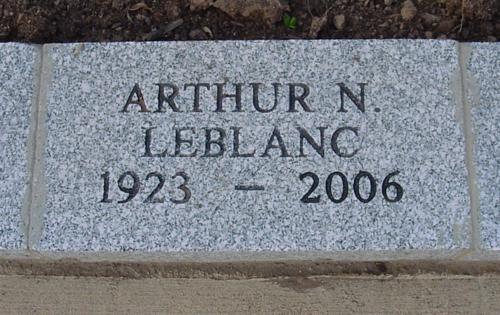 ARTHUR N.
LEBLANC
1923 – 2006